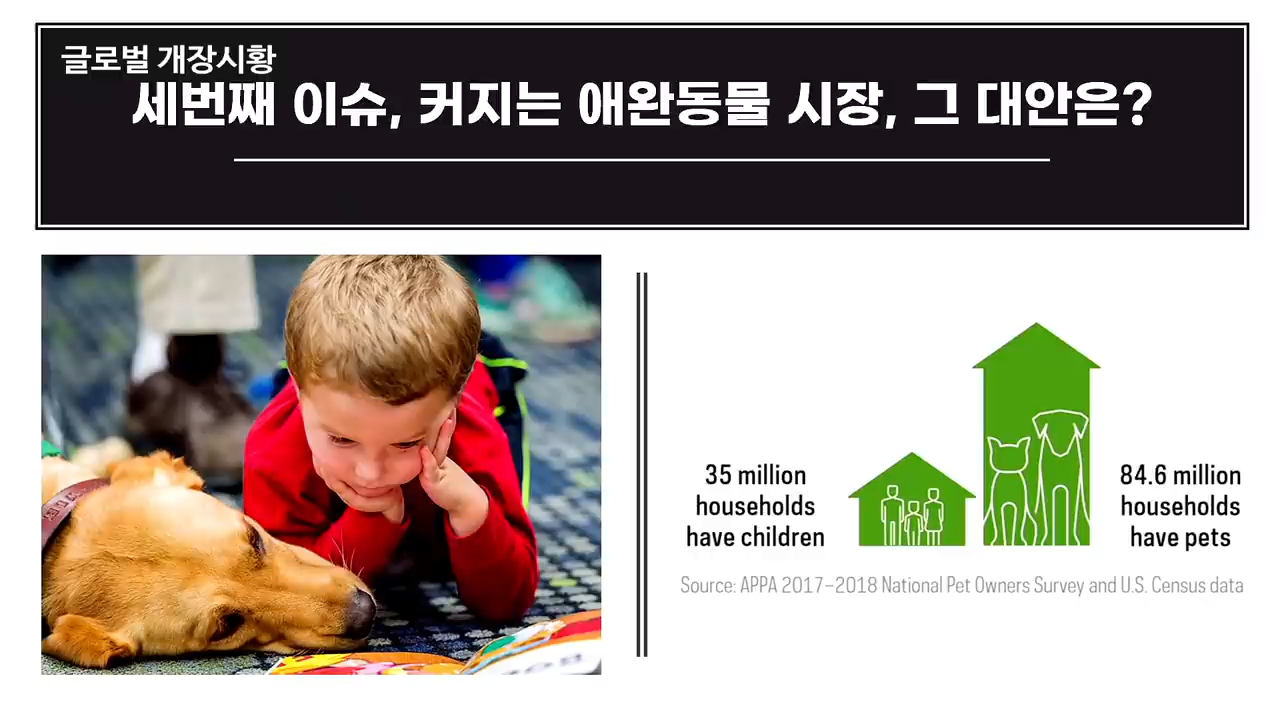 글로벌 개장시황
세번째 이슈, 커지는 애완동물 시장, 그 대안은?
35 million
households
have children
84.6 million
households
have pets
Source: APPA 2017-2018 National Pet Owners Survey and U.S. Census data